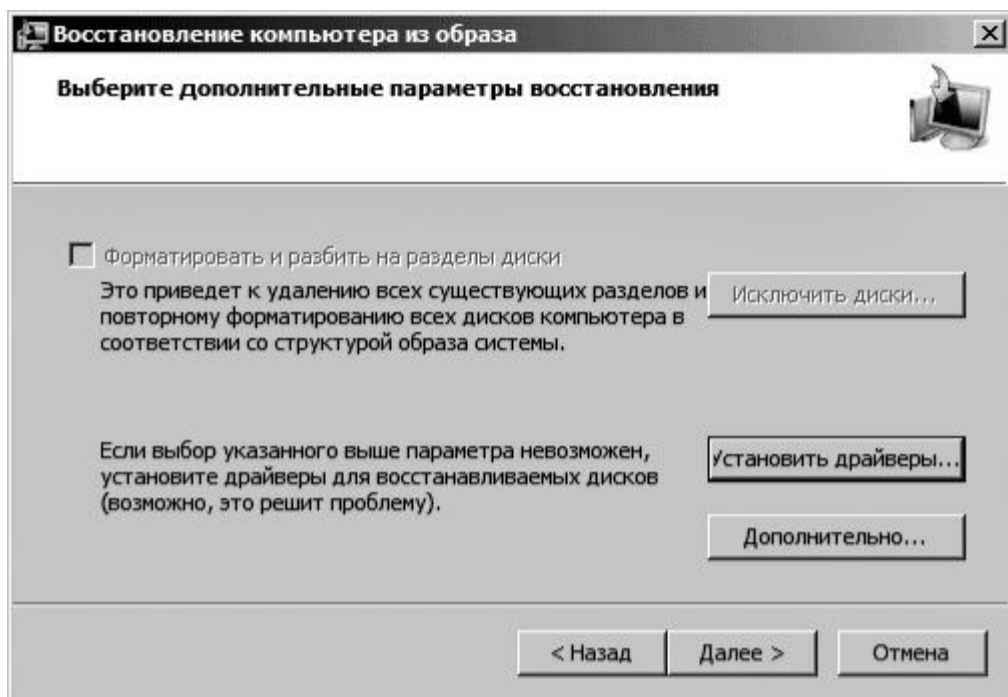 Восстановление компьютера из образа
Выберите дополнительные параметры восстановления
Форматировать и разбить на разделы диски
Это приведет к удалению всех существующих разделов и
повторному форматированию всех дисков компьютера в
соответствии со структурой образа системы.
Исключить диски...
Если выбор указанного выше параметра невозможен,
установите драйверы для восстанавливаемых дисков
(возможно, это решит проблему).
Установить драйверы...
Дополнительно...
< Назад
Далее >
Отмена